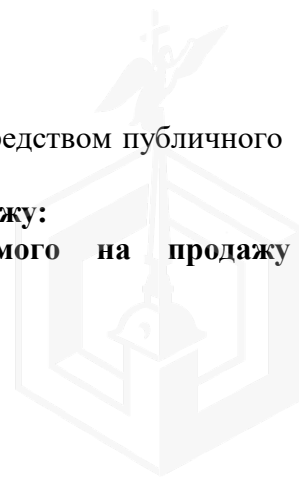 редством публичного
жу:
мого на продажу